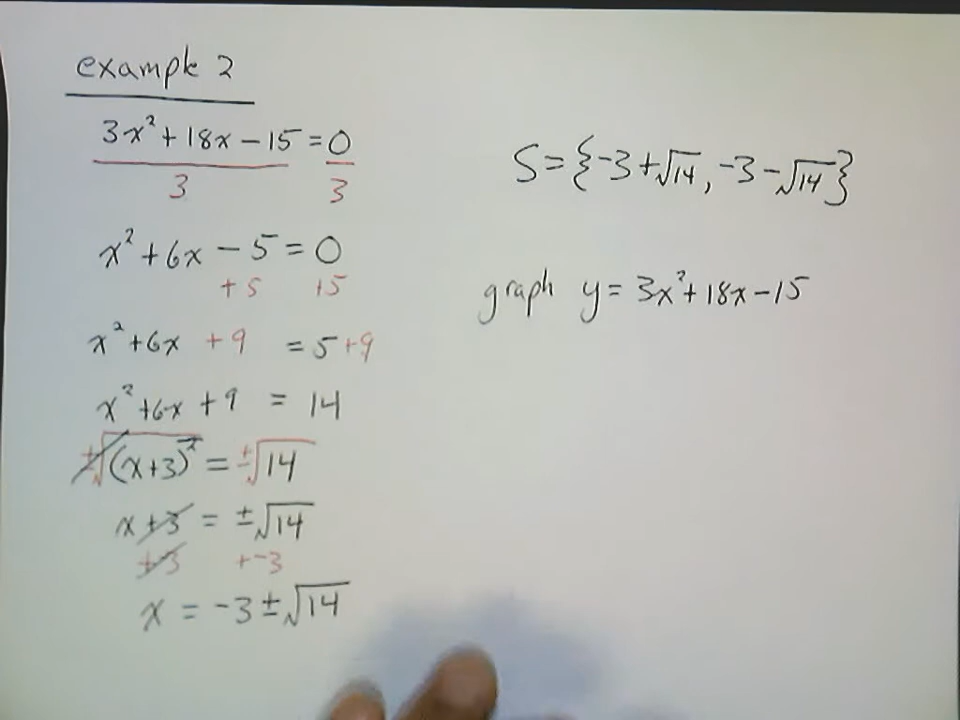 example 2
3x² + 18x - 15 = 0
3 3
x² + 6x - 5 = 0
+5 +5
x² + 6x + 9 = 5 + 9
x² + 6x + 9 = 14
±√(x+3)² = ±√14
x + 3 = ±√14
+-3 +-3
x = -3 ± √14
S = {-3+√14, -3-√14}
graph y = 3x² + 18x - 15